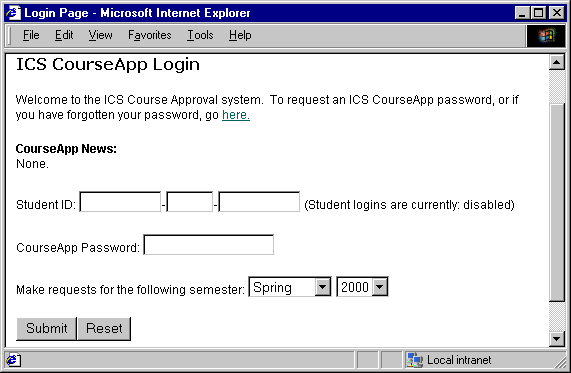 Login Page - Microsoft Internet Explorer
File Edit View Favorites Tools Help
ICS CourseApp Login
Welcome to the ICS Course Approval system. To request an ICS CourseApp password, or if
you have forgotten your password, go here.
CourseApp News:
None.
Student ID: - - (Student logins are currently: disabled)
CourseApp Password:
Make requests for the following semester: Spring 2000
Submit Reset
Local intranet